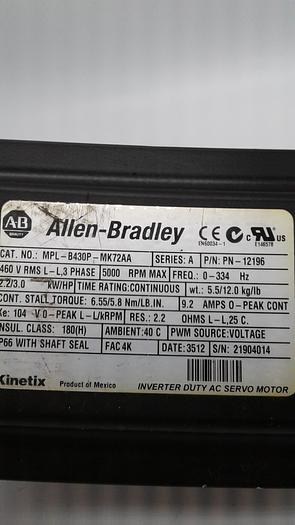 AB
Allen-Bradley
CE
EN60034-1
c UL US
E146578
CAT. NO.: MPL-B430P-MK72AA SERIES: A P/N: PN-12196
460 V RMS L-L,3 PHASE 5000 RPM MAX FREQ.: 0-334 Hz
2.2/3.0 KW/HP TIME RATING:CONTINUOUS wt.: 5.5/12.0 kg/lb
CONT. STALL TORQUE: 6.55/5.8 Nm/LB.IN. 9.2 AMPS O-PEAK CONT
Ke: 104 V 0-PEAK L-L/kRPM RES.: 2.2 OHMS L-L,25 C.
INSUL. CLASS: 180(H) AMBIENT:40 C PWM SOURCE:VOLTAGE
IP66 WITH SHAFT SEAL FAC4K DATE: 3512 S/N: 21904014
Kinetix Product of Mexico INVERTER DUTY AC SERVO MOTOR